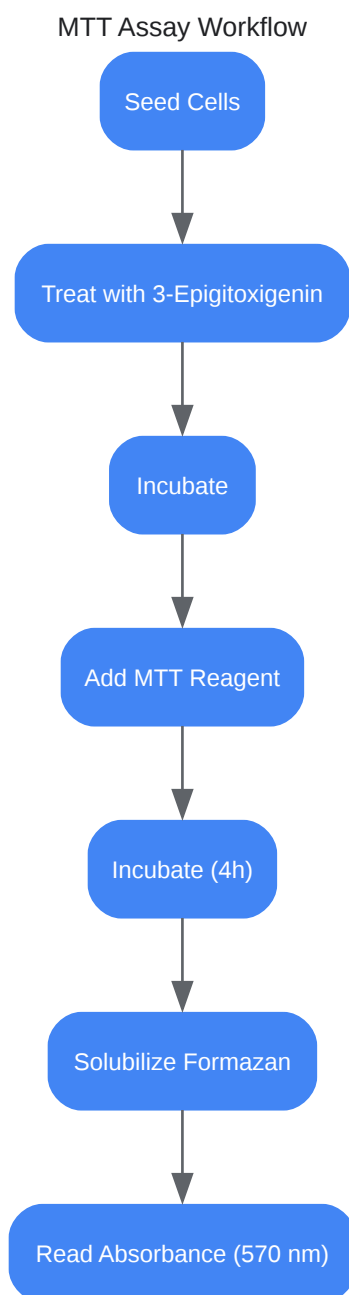 MTT Assay Workflow
Seed Cells
Treat with 3-Epigitoxigenin
Incubate
Add MTT Reagent
Incubate (4h)
Solubilize Formazan
Read Absorbance (570 nm)